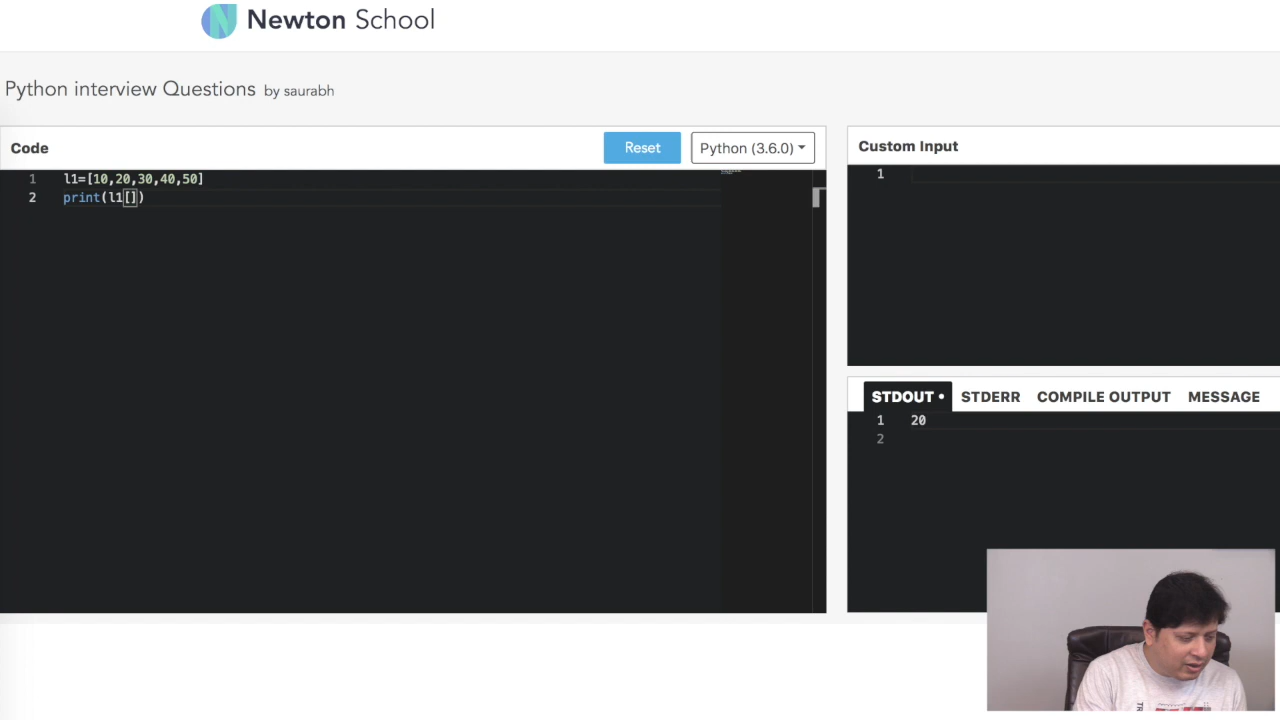 Newton School
Python interview Questions by saurabh
Code
Reset
Python (3.6.0)
1 l1=[10,20,30,40,50]
2 print(l1[])
Custom Input
1
STDOUT •
STDERR
COMPILE OUTPUT
MESSAGE
1 20
2